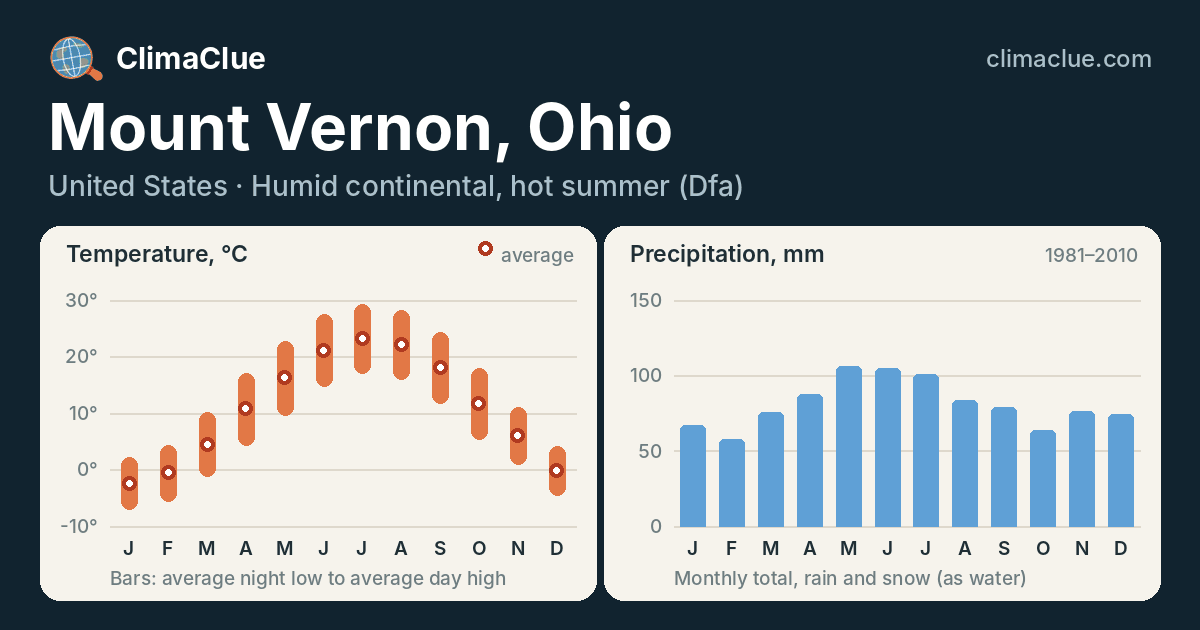 ClimaClue
climaclue.com
Mount Vernon, Ohio
United States · Humid continental, hot summer (Dfa)
Temperature, °C
average
30°
20°
10°
0°
-10°
J F M A M J J A S O N D
Bars: average night low to average day high
Precipitation, mm
1981–2010
150
100
50
0
J F M A M J J A S O N D
Monthly total, rain and snow (as water)